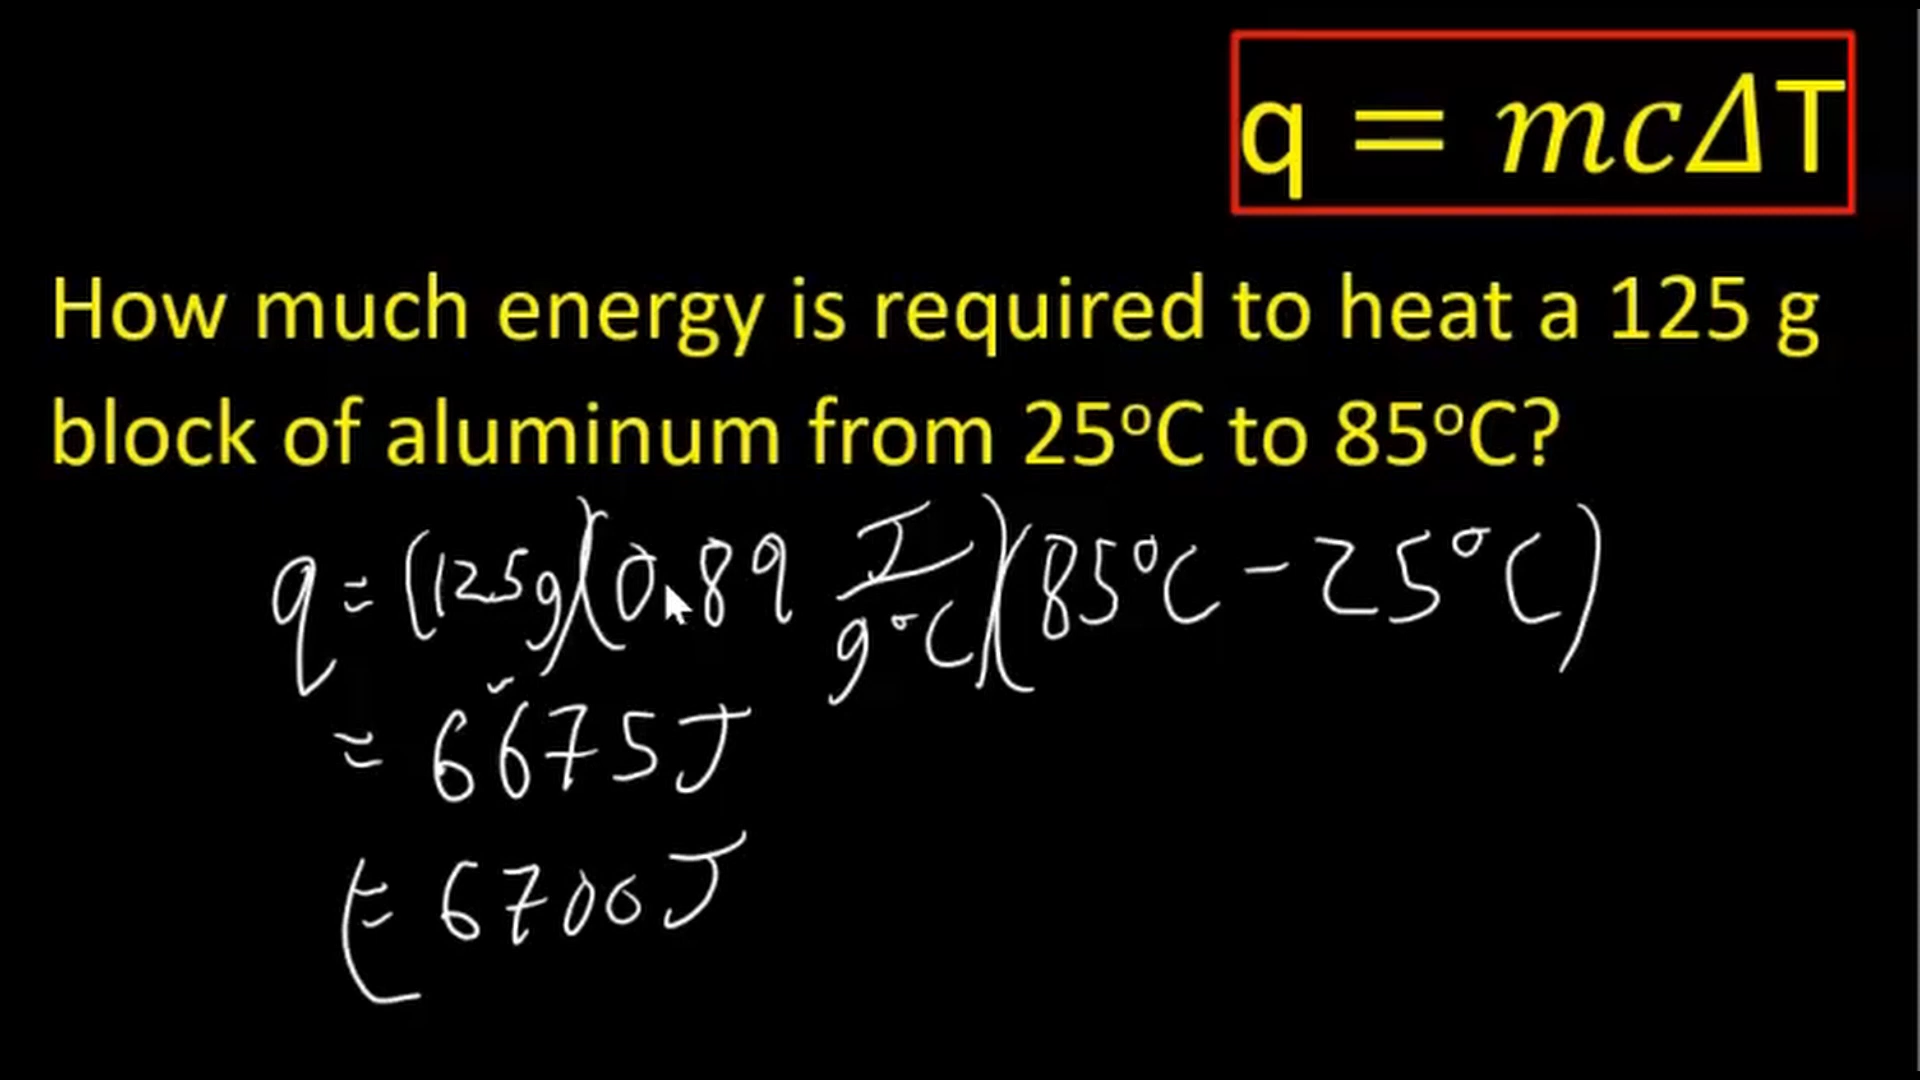 q = mcΔT
How much energy is required to heat a 125 g
block of aluminum from 25°C to 85°C?
q = (125g)(0.89 J/g°C)(85°C - 25°C)
= 6675J
= 6700J